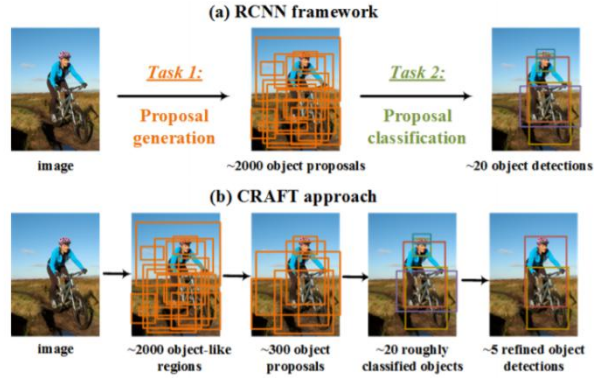 (a) RCNN framework
Task 1:
Proposal
generation
Task 2:
Proposal
classification
image
~2000 object proposals
~20 object detections
(b) CRAFT approach
image
~2000 object-like
regions
~300 object
proposals
~20 roughly
classified objects
~5 refined object
detections